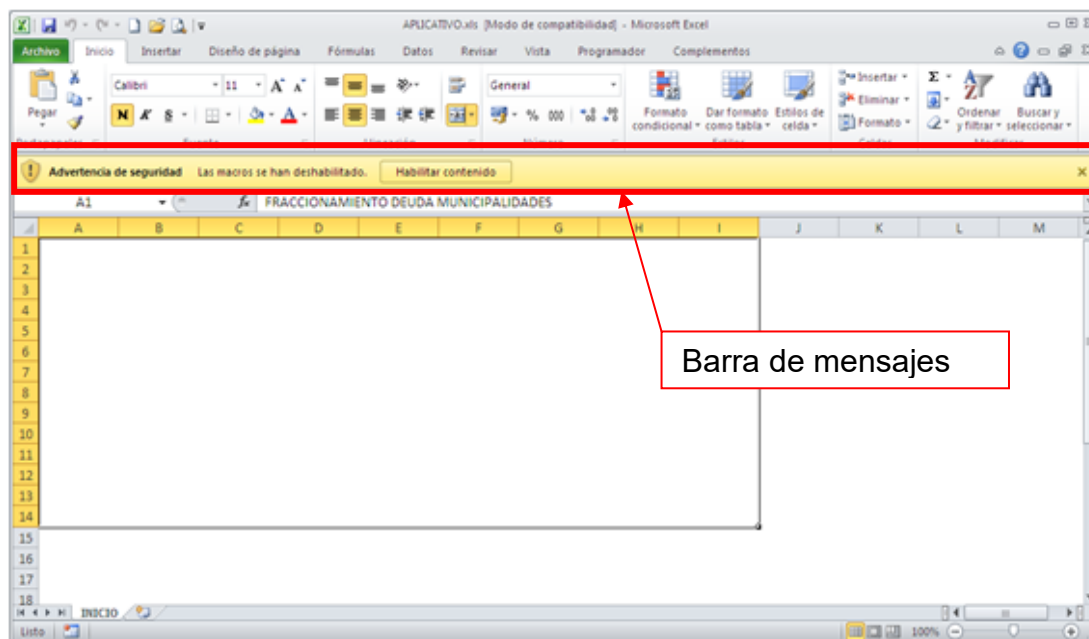 APLICATIVO.xls [Modo de compatibilidad] - Microsoft Excel
Archivo Inicio Insertar Diseño de página Fórmulas Datos Revisar Vista Programador Complementos
Pegar
Calibri 11
N K S
General
% 000
Formato condicional
Dar formato como tabla
Estilos de celda
Insertar
Eliminar
Formato
Σ
Ordenar y filtrar
Buscar y seleccionar
Advertencia de seguridad Las macros se han deshabilitado. Habilitar contenido
A1 fx FRACCIONAMIENTO DEUDA MUNICIPALIDADES
A B C D E F G H I J K L M
1
2
3
4
5
6
Barra de mensajes
7
8
9
10
11
12
13
14
15
16
17
18
INICIO
Listo 100%